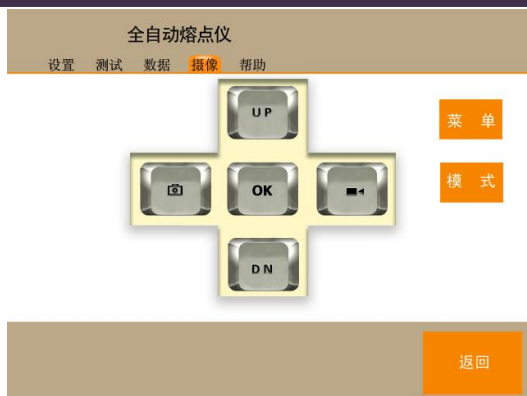 全自动熔点仪
设置 测试 数据 摄像 帮助
UP
菜 单
OK
模 式
DN
返回